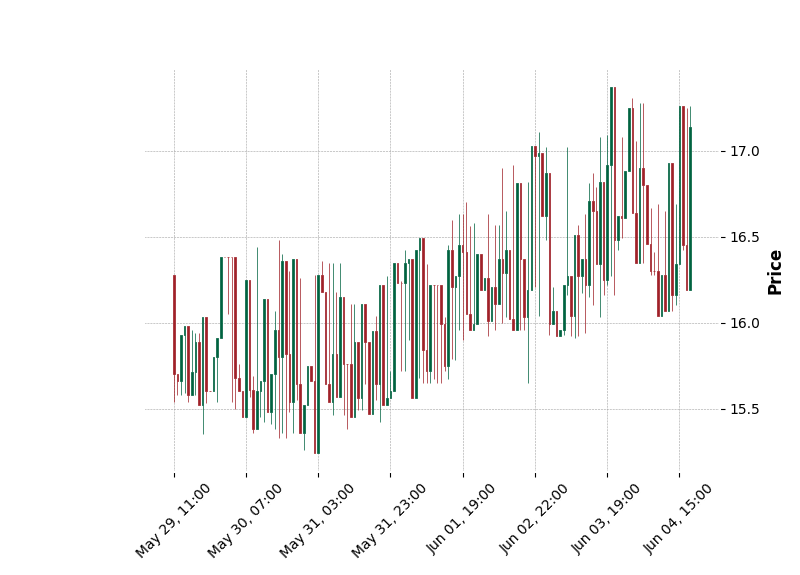 17.0
16.5
16.0
15.5
Price
May 29, 11:00
May 30, 07:00
May 31, 03:00
May 31, 23:00
Jun 01, 19:00
Jun 02, 22:00
Jun 03, 19:00
Jun 04, 15:00